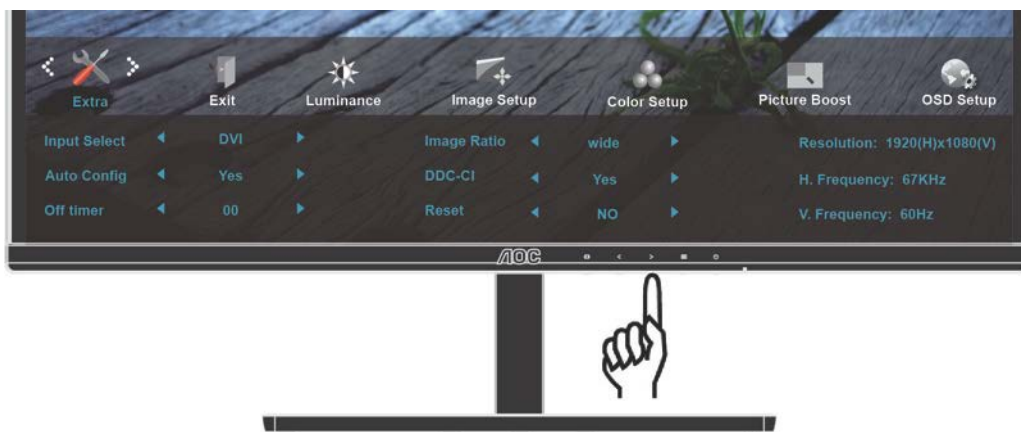 Extra Exit Luminance Image Setup Color Setup Picture Boost OSD Setup
Input Select DVI Image Ratio wide Resolution: 1920(H)x1080(V)
Auto Config Yes DDC-CI Yes H. Frequency: 67KHz
Off timer 00 Reset NO V. Frequency: 60Hz
AOC